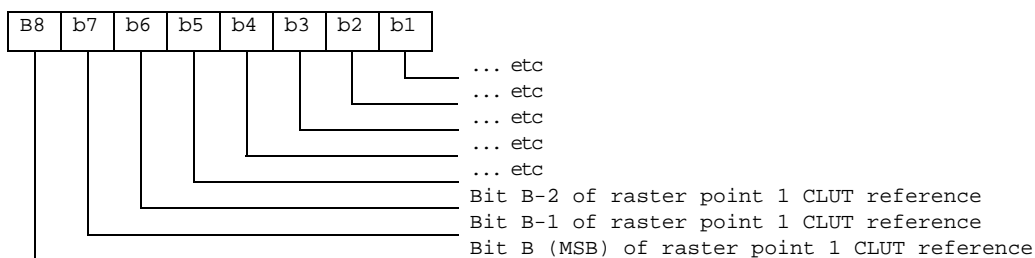 B8 b7 b6 b5 b4 b3 b2 b1
... etc
... etc
... etc
... etc
... etc
Bit B-2 of raster point 1 CLUT reference
Bit B-1 of raster point 1 CLUT reference
Bit B (MSB) of raster point 1 CLUT reference